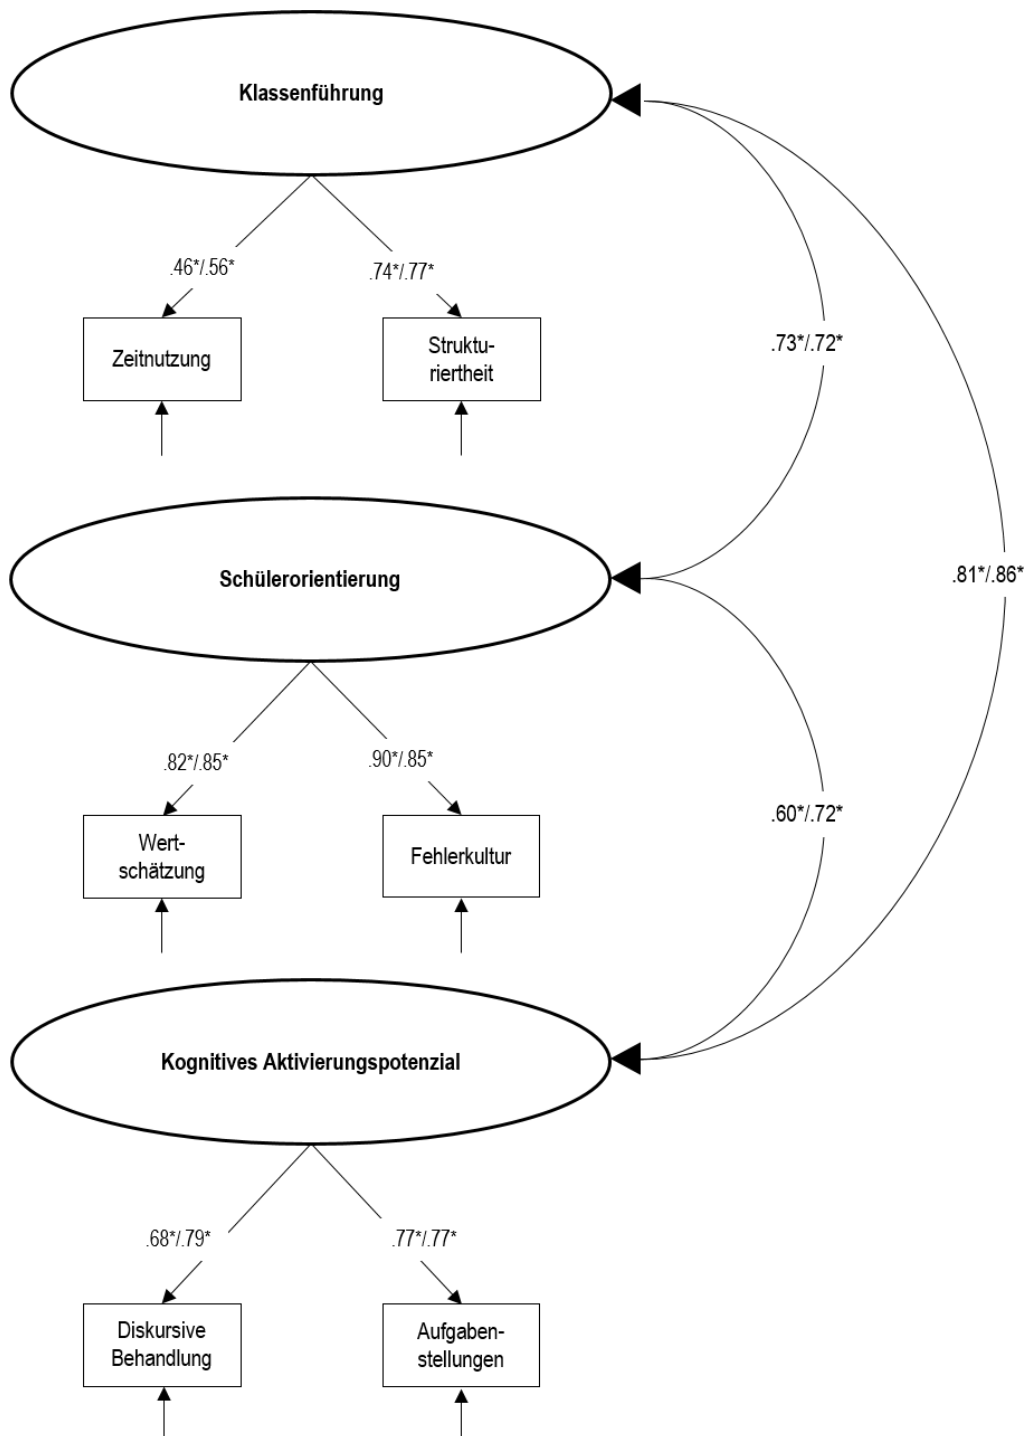 Klassenführung
.46*/.56*
.74*/.77*
Zeitnutzung
Struktu-
riertheit
.73*/.72*
Schülerorientierung
.81*/.86*
.82*/.85*
.90*/.85*
Wert-
schätzung
Fehlerkultur
.60*/.72*
Kognitives Aktivierungspotenzial
.68*/.79*
.77*/.77*
Diskursive
Behandlung
Aufgaben-
stellungen